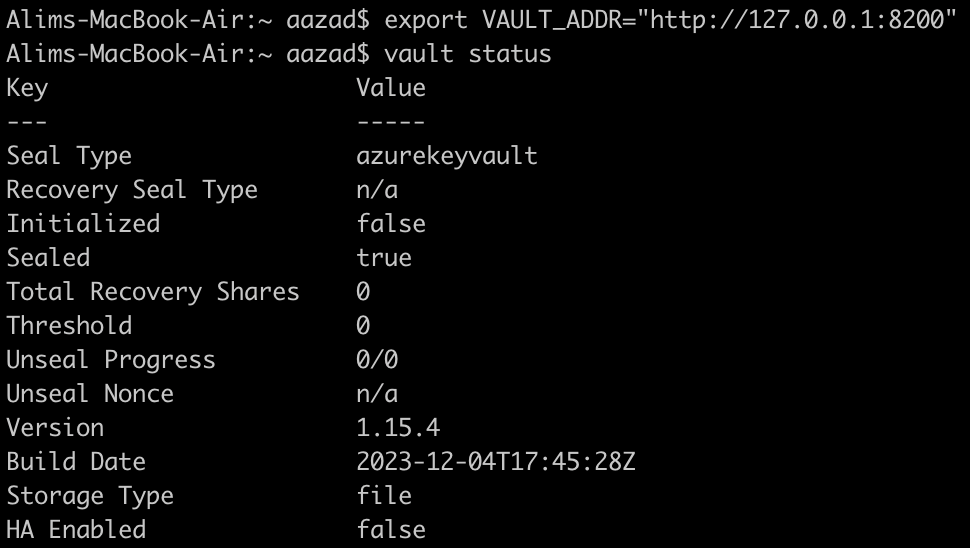 Alims-MacBook-Air:~ aazad$ export VAULT_ADDR="http://127.0.0.1:8200"
Alims-MacBook-Air:~ aazad$ vault status
Key                      Value
---                      -----
Seal Type                azurekeyvault
Recovery Seal Type       n/a
Initialized              false
Sealed                   true
Total Recovery Shares    0
Threshold                0
Unseal Progress          0/0
Unseal Nonce             n/a
Version                  1.15.4
Build Date               2023-12-04T17:45:28Z
Storage Type             file
HA Enabled               false